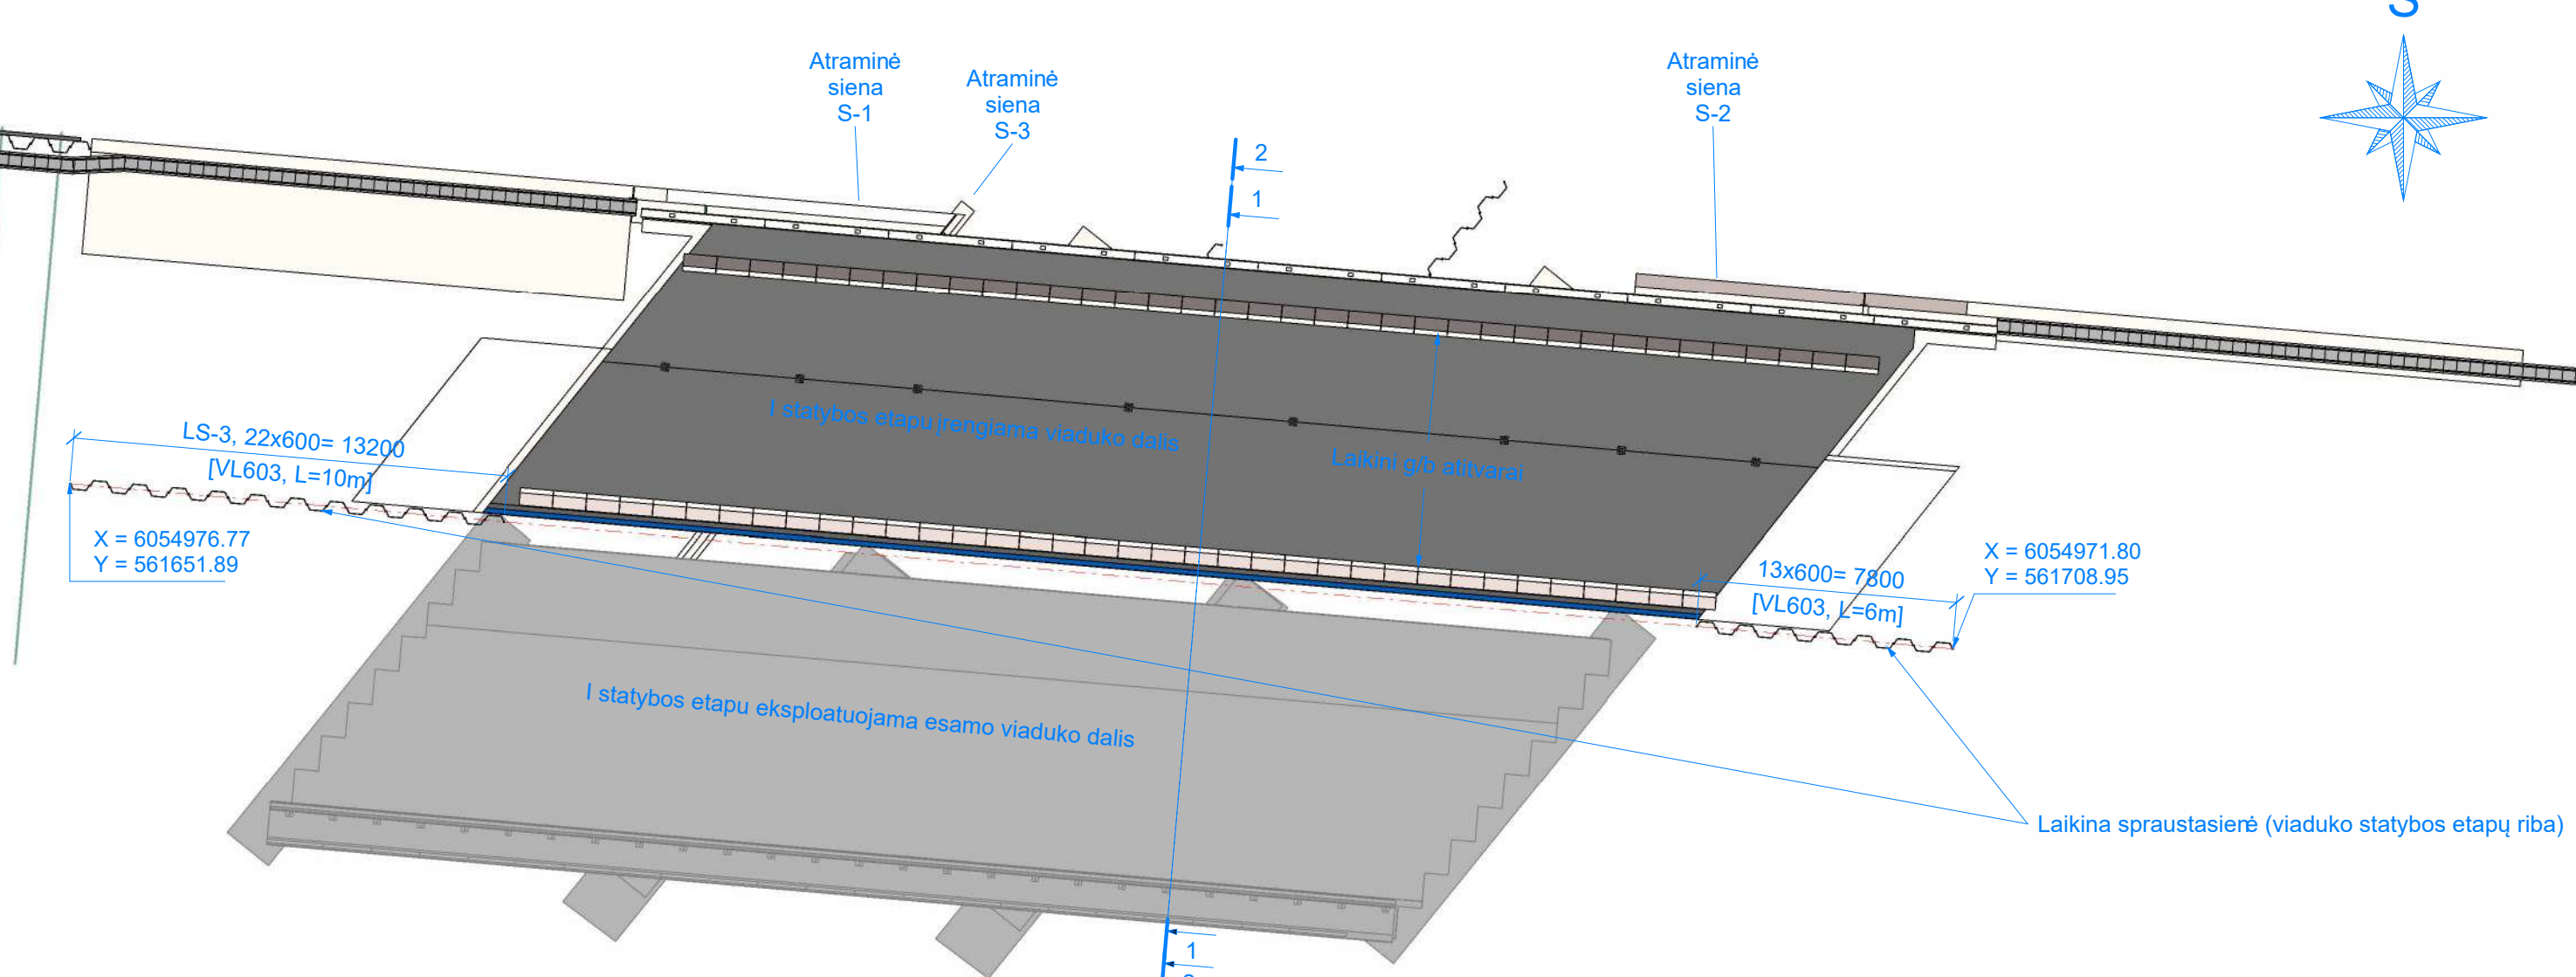 S
Atraminė
siena
S-1
Atraminė
siena
S-3
Atraminė
siena
S-2
2
1
I statybos etapu įrengiama viaduko dalis
Laikini g/b atitvarai
LS-3, 22x600= 13200
[VL603, L=10m]
X = 6054976.77
Y = 561651.89
13x600= 7800
[VL603, L=6m]
X = 6054971.80
Y = 561708.95
I statybos etapu eksploatuojama esamo viaduko dalis
Laikina spraustasienė (viaduko statybos etapų riba)
1